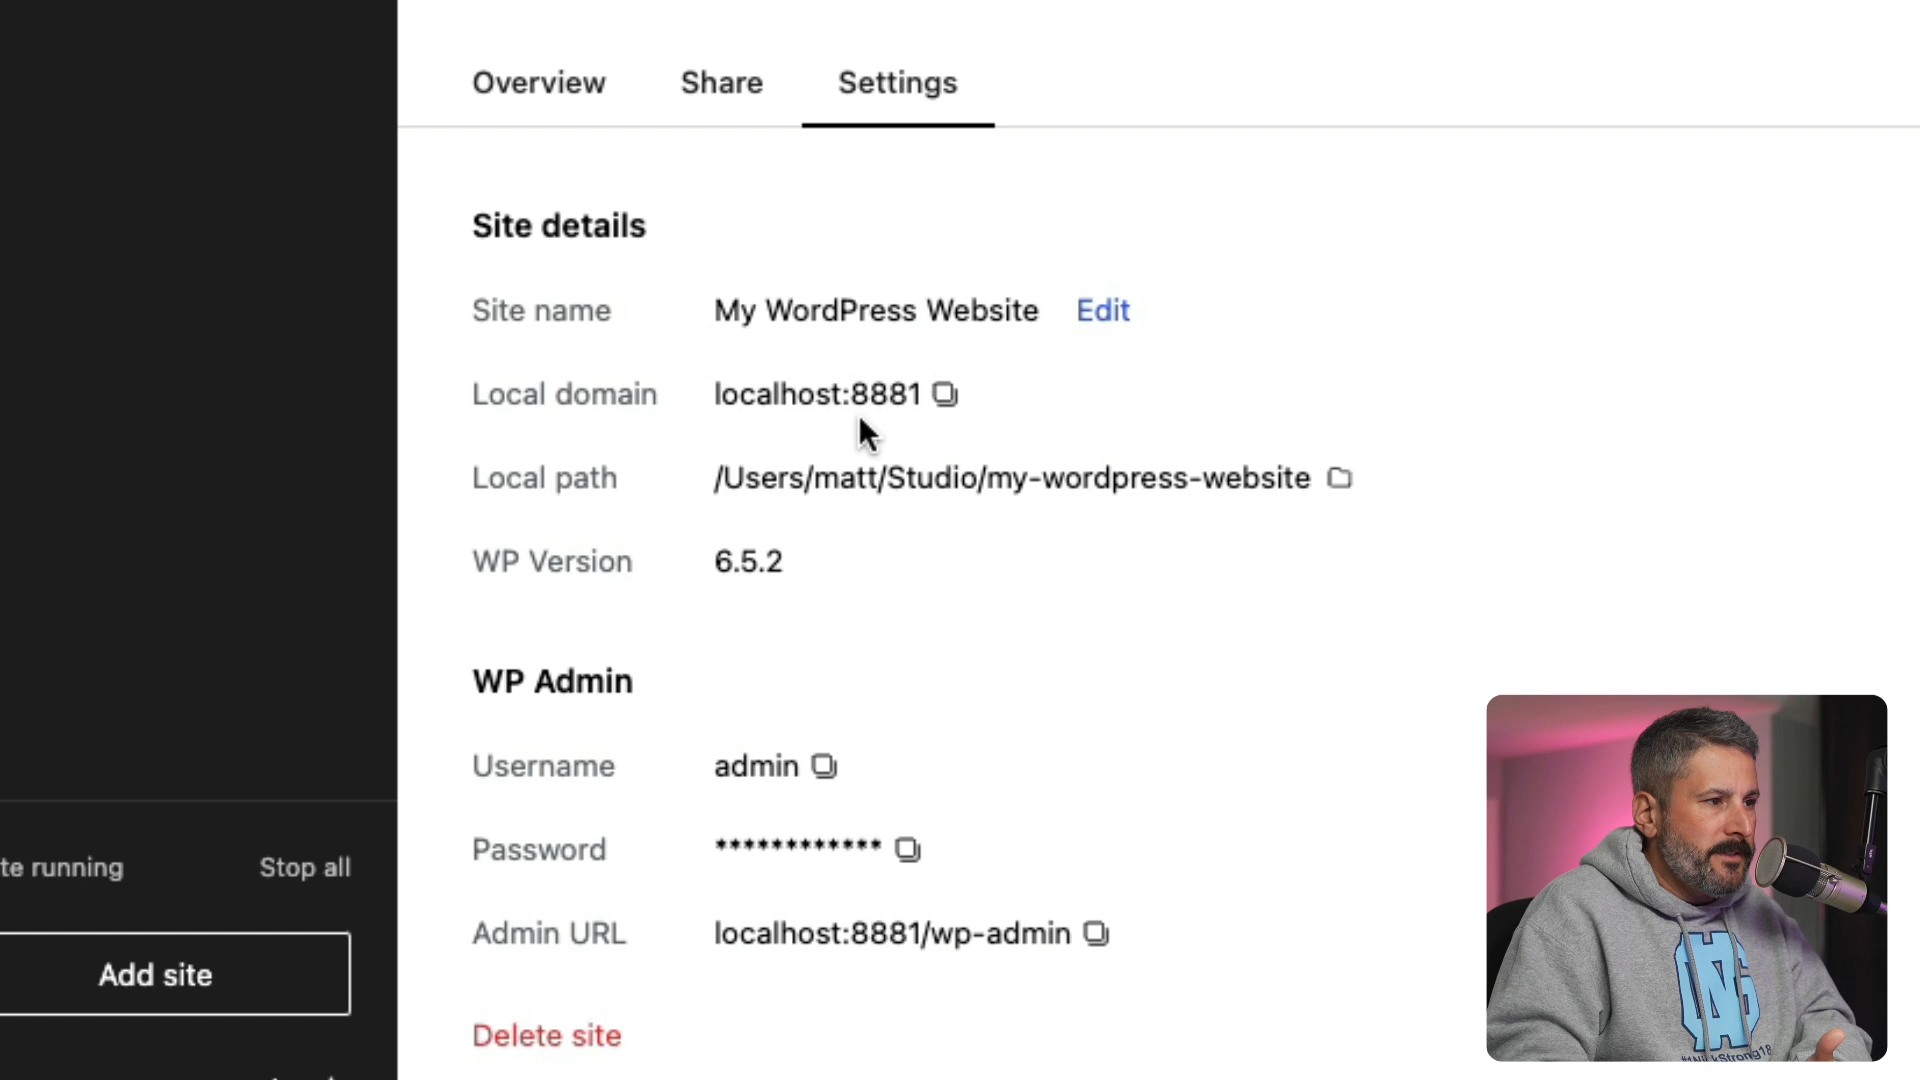 Overview Share Settings
Site details
Site name My WordPress Website Edit
Local domain localhost:8881
Local path /Users/matt/Studio/my-wordpress-website
WP Version 6.5.2
WP Admin
Username admin
Password ************
Admin URL localhost:8881/wp-admin
Delete site
te running Stop all
Add site